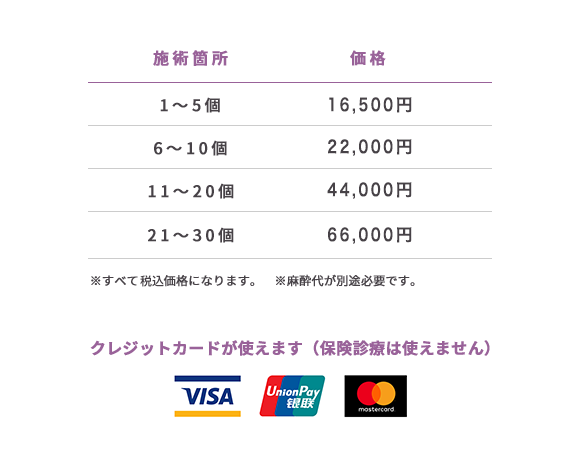 施術箇所 価格
1〜5個 16,500円
6〜10個 22,000円
11〜20個 44,000円
21〜30個 66,000円
※すべて税込価格になります。 ※麻酔代が別途必要です。
クレジットカードが使えます（保険診療は使えません）
VISA UnionPay 银联 mastercard